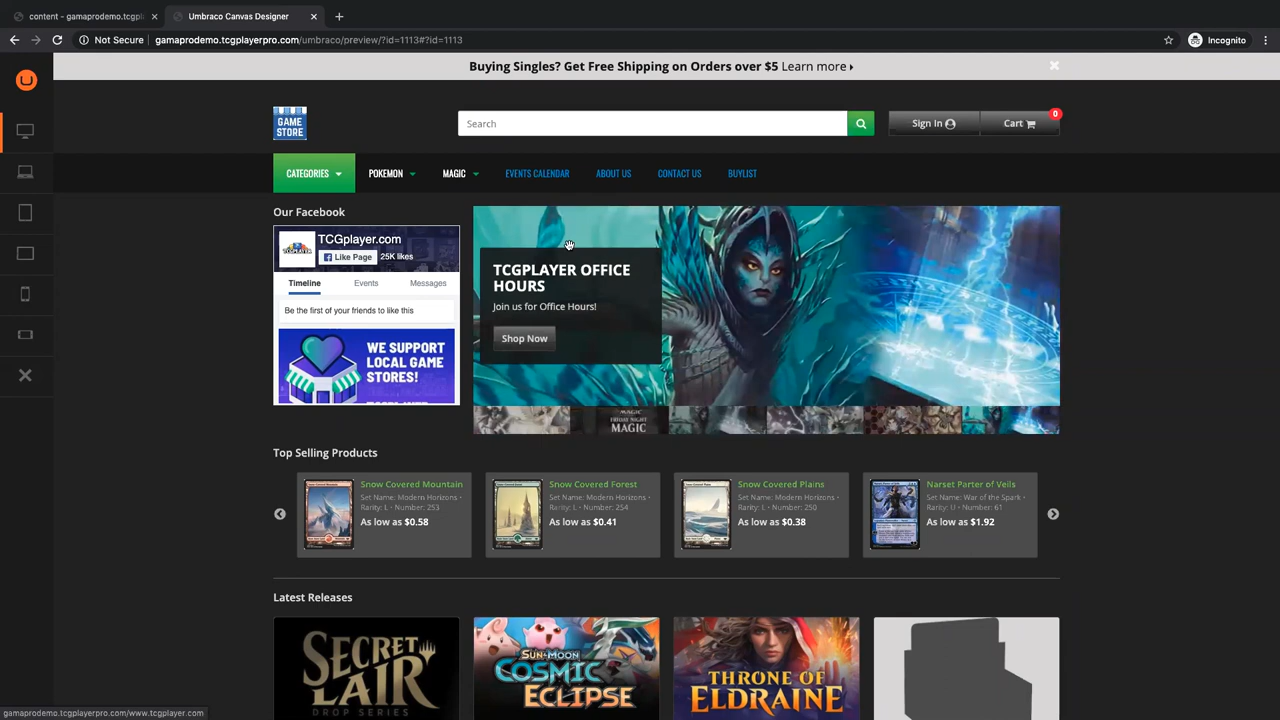 content - gamaprodemo.tcgpl
Umbraco Canvas Designer
Not Secure
gamaprodemo.tcgplayerpro.com/umbraco/preview/?id=1113#?id=1113
Incognito
Buying Singles? Get Free Shipping on Orders over $5 Learn more
GAME
STORE
Search
Sign In
Cart
0
CATEGORIES
POKEMON
MAGIC
EVENTS CALENDAR
ABOUT US
CONTACT US
BUYLIST
Our Facebook
TCGplayer.com
Like Page
25K likes
Timeline
Events
Messages
Be the first of your friends to like this
WE SUPPORT
LOCAL GAME
STORES!
TCGPLAYER OFFICE
HOURS
Join us for Office Hours!
Shop Now
MAGIC
FRIDAY NIGHT
MAGIC
Top Selling Products
Snow Covered Mountain
Set Name: Modern Horizons •
Rarity: L • Number: 253
As low as $0.58
Snow Covered Forest
Set Name: Modern Horizons •
Rarity: L • Number: 254
As low as $0.41
Snow Covered Plains
Set Name: Modern Horizons •
Rarity: L • Number: 250
As low as $0.38
Narset Parter of Veils
Set Name: War of the Spark •
Rarity: U • Number: 61
As low as $1.92
Latest Releases
SECRET
LAIR
DROP SERIES
SUN & MOON
COSMIC
ECLIPSE
THRONE OF
ELDRAINE
gamaprodemo.tcgplayerpro.com/www.tcgplayer.com